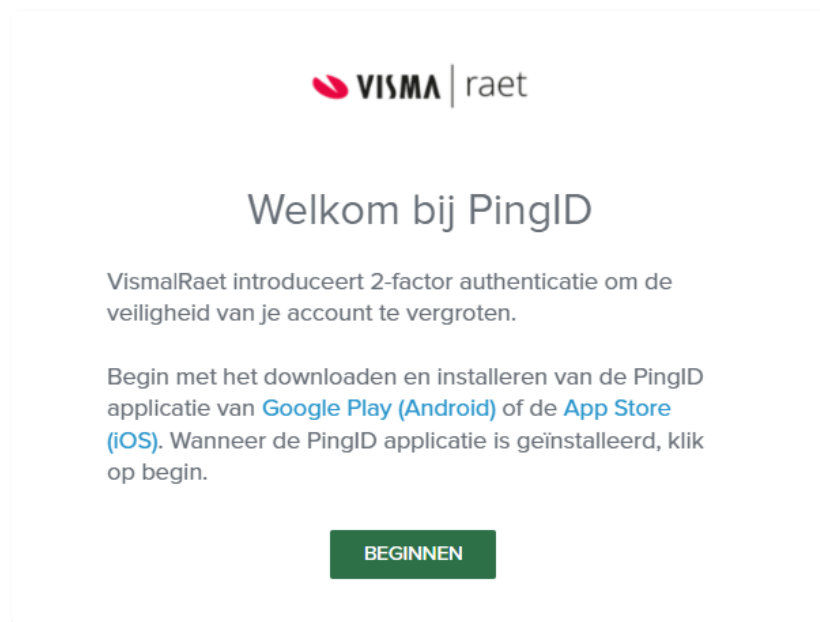 VISMA | raet
Welkom bij PingID
Visma|Raet introduceert 2-factor authenticatie om de
veiligheid van je account te vergroten.
Begin met het downloaden en installeren van de PingID
applicatie van Google Play (Android) of de App Store
(iOS). Wanneer de PingID applicatie is geïnstalleerd, klik
op begin.
BEGINNEN